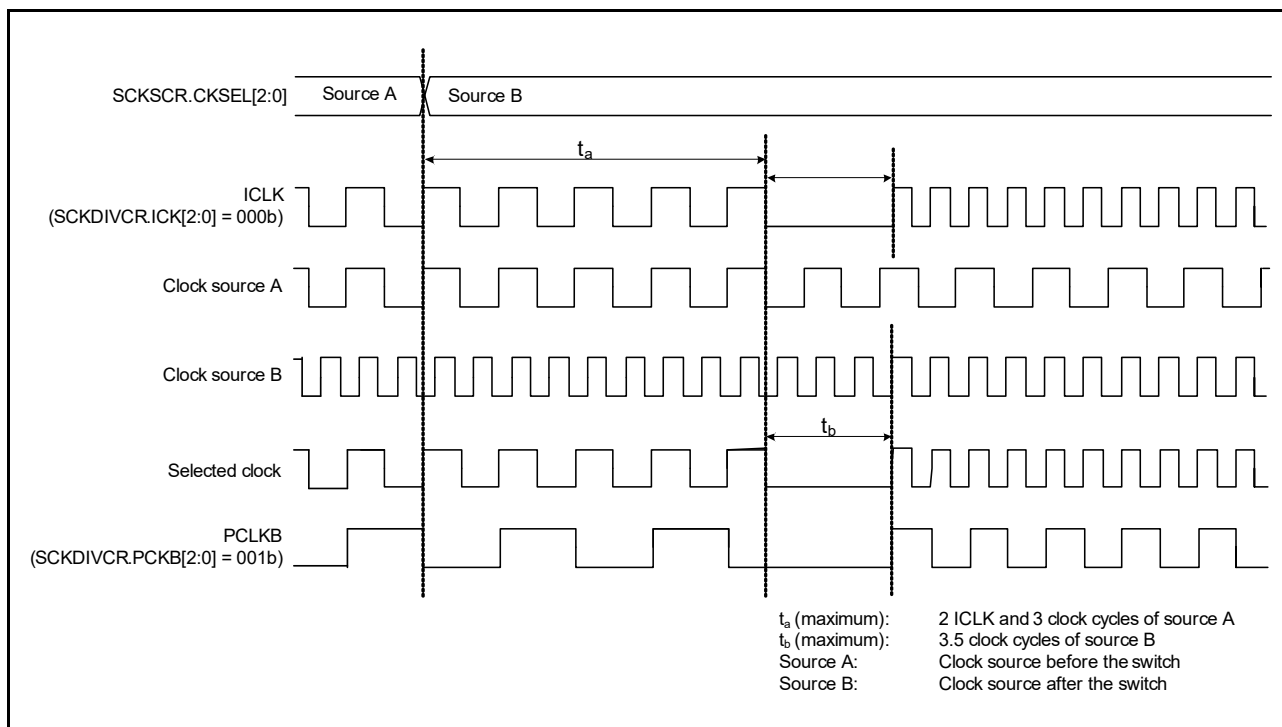 SCKSCR.CKSEL[2:0]
Source A
Source B
ta
ICLK
(SCKDIVCR.ICK[2:0] = 000b)
Clock source A
Clock source B
tb
Selected clock
PCLKB
(SCKDIVCR.PCKB[2:0] = 001b)
ta (maximum): 2 ICLK and 3 clock cycles of source A
tb (maximum): 3.5 clock cycles of source B
Source A: Clock source before the switch
Source B: Clock source after the switch